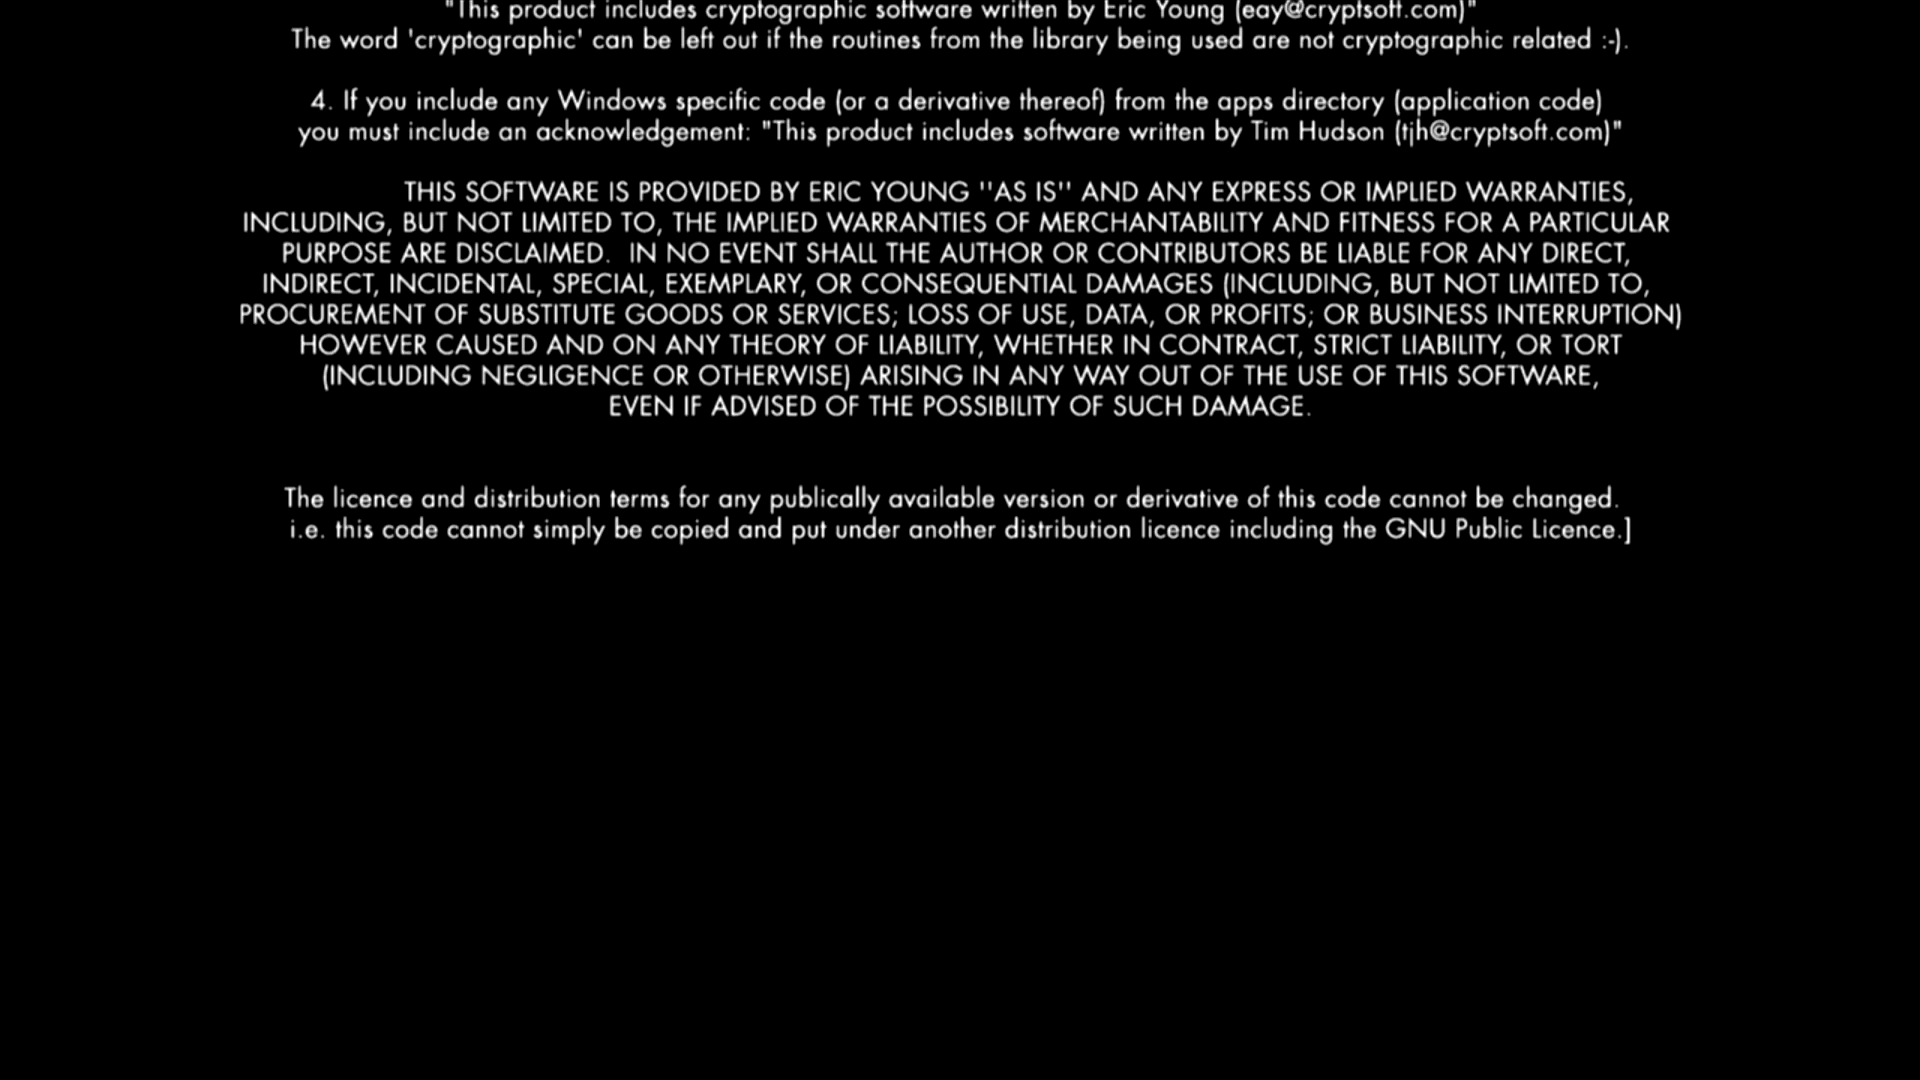 "This product includes cryptographic software written by Eric Young (eay@cryptsoft.com)"
The word 'cryptographic' can be left out if the routines from the library being used are not cryptographic related :-).
4. If you include any Windows specific code (or a derivative thereof) from the apps directory (application code)
you must include an acknowledgement: "This product includes software written by Tim Hudson (tjh@cryptsoft.com)"
THIS SOFTWARE IS PROVIDED BY ERIC YOUNG ''AS IS'' AND ANY EXPRESS OR IMPLIED WARRANTIES,
INCLUDING, BUT NOT LIMITED TO, THE IMPLIED WARRANTIES OF MERCHANTABILITY AND FITNESS FOR A PARTICULAR
PURPOSE ARE DISCLAIMED.  IN NO EVENT SHALL THE AUTHOR OR CONTRIBUTORS BE LIABLE FOR ANY DIRECT,
INDIRECT, INCIDENTAL, SPECIAL, EXEMPLARY, OR CONSEQUENTIAL DAMAGES (INCLUDING, BUT NOT LIMITED TO,
PROCUREMENT OF SUBSTITUTE GOODS OR SERVICES; LOSS OF USE, DATA, OR PROFITS; OR BUSINESS INTERRUPTION)
HOWEVER CAUSED AND ON ANY THEORY OF LIABILITY, WHETHER IN CONTRACT, STRICT LIABILITY, OR TORT
(INCLUDING NEGLIGENCE OR OTHERWISE) ARISING IN ANY WAY OUT OF THE USE OF THIS SOFTWARE,
EVEN IF ADVISED OF THE POSSIBILITY OF SUCH DAMAGE.
The licence and distribution terms for any publically available version or derivative of this code cannot be changed.
i.e. this code cannot simply be copied and put under another distribution licence including the GNU Public Licence.]